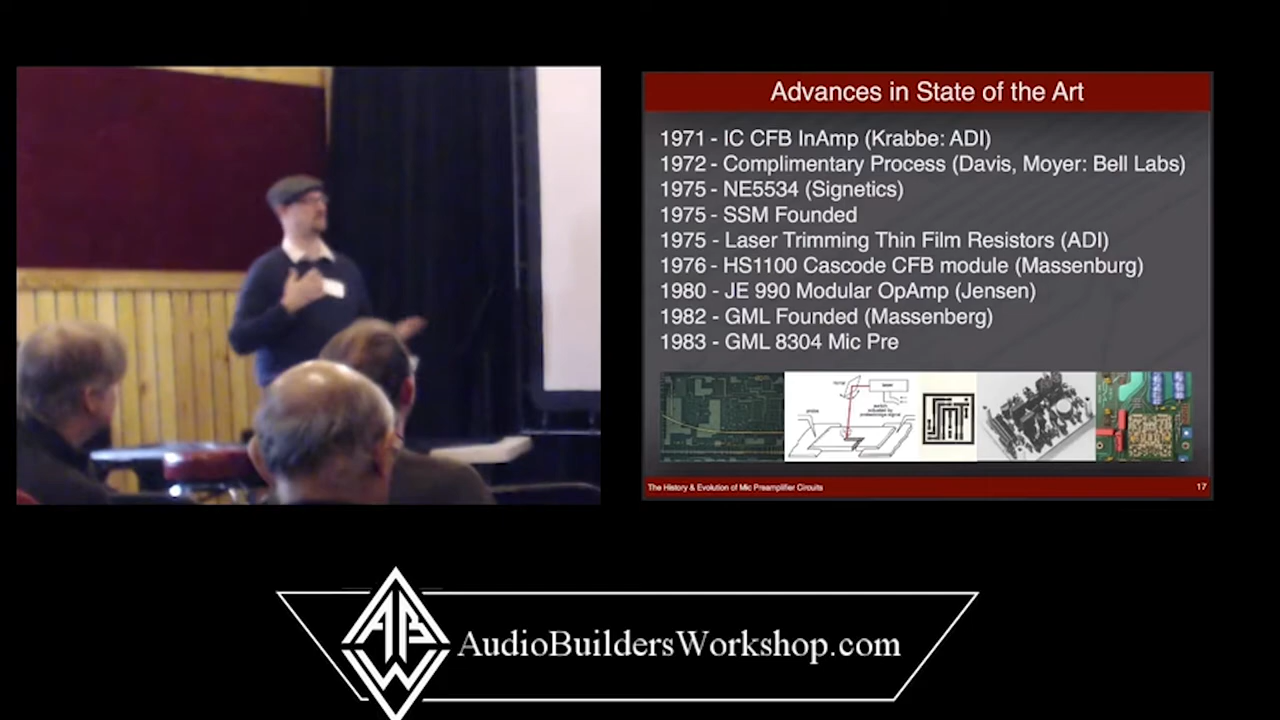 Advances in State of the Art
1971 - IC CFB InAmp (Krabbe: ADI)
1972 - Complimentary Process (Davis, Moyer: Bell Labs)
1975 - NE5534 (Signetics)
1975 - SSM Founded
1975 - Laser Trimming Thin Film Resistors (ADI)
1976 - HS1100 Cascode CFB module (Massenburg)
1980 - JE 990 Modular OpAmp (Jensen)
1982 - GML Founded (Massenberg)
1983 - GML 8304 Mic Pre
laser
probe
The History & Evolution of Mic Preamplifier Circuits
17
ABW
AudioBuildersWorkshop.com